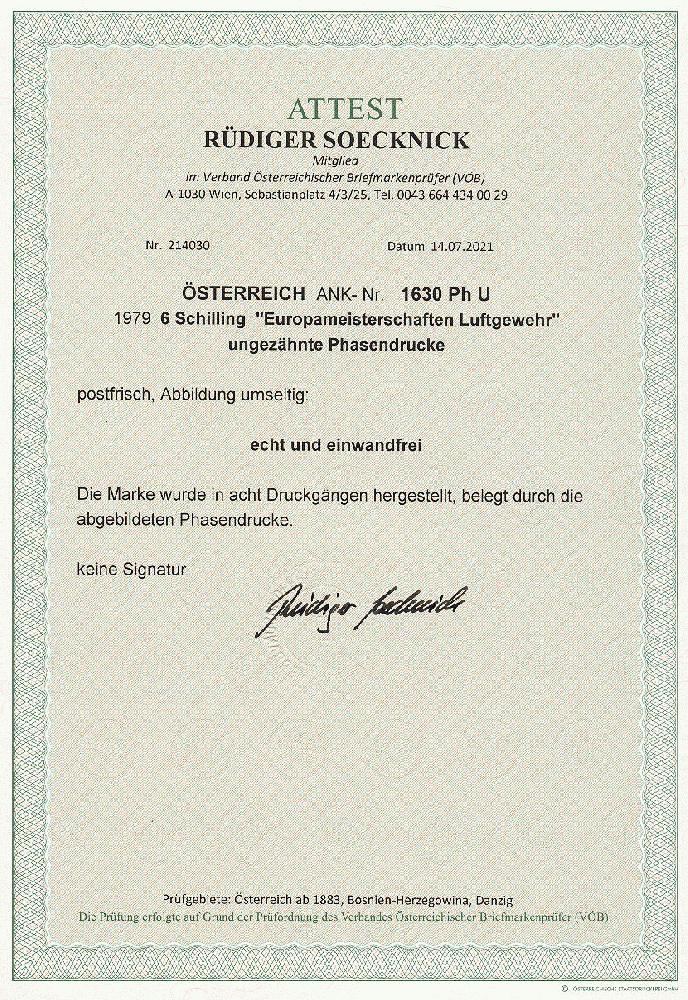 ATTEST
RÜDIGER SOECKNICK
Mitglied
im Verband Österreichischer Briefmarkenprüfer (VÖB)
A-1030 Wien, Sebastianplatz 4/3/25, Tel. 0043 664 434 00 29
Nr. 214030 Datum 14.07.2021
ÖSTERREICH ANK-Nr. 1630 Ph U
1979 6 Schilling "Europameisterschaften Luftgewehr"
ungezähnte Phasendrucke
postfrisch, Abbildung umseitig:
echt und einwandfrei
Die Marke wurde in acht Druckgängen hergestellt, belegt durch die
abgebildeten Phasendrucke.
keine Signatur
Rüdiger Soecknick
Prüfgebiete: Österreich ab 1883, Bosnien-Herzegowina, Danzig
Die Prüfung erfolgte auf Grund der Prüfordnung des Verbandes Österreichischer Briefmarkenprüfer (VÖB)